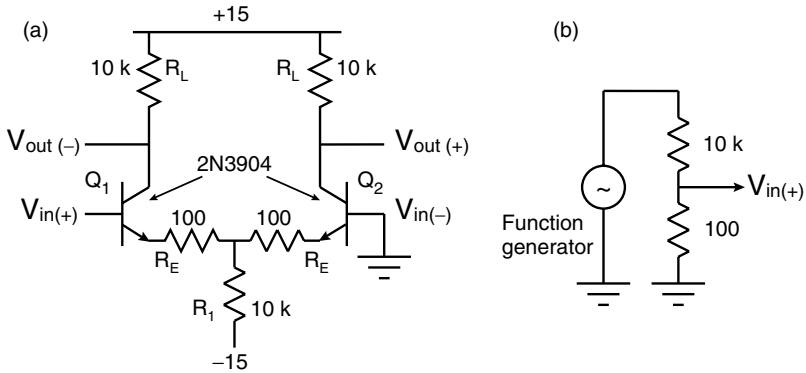 (a)
+15
10 k
R_L
R_L
10 k
V_out (−)
V_out (+)
Q_1
2N3904
Q_2
V_in(+)
100
100
V_in(−)
R_E
R_E
R_1
10 k
−15
(b)
10 k
~
V_in(+)
Function
generator
100